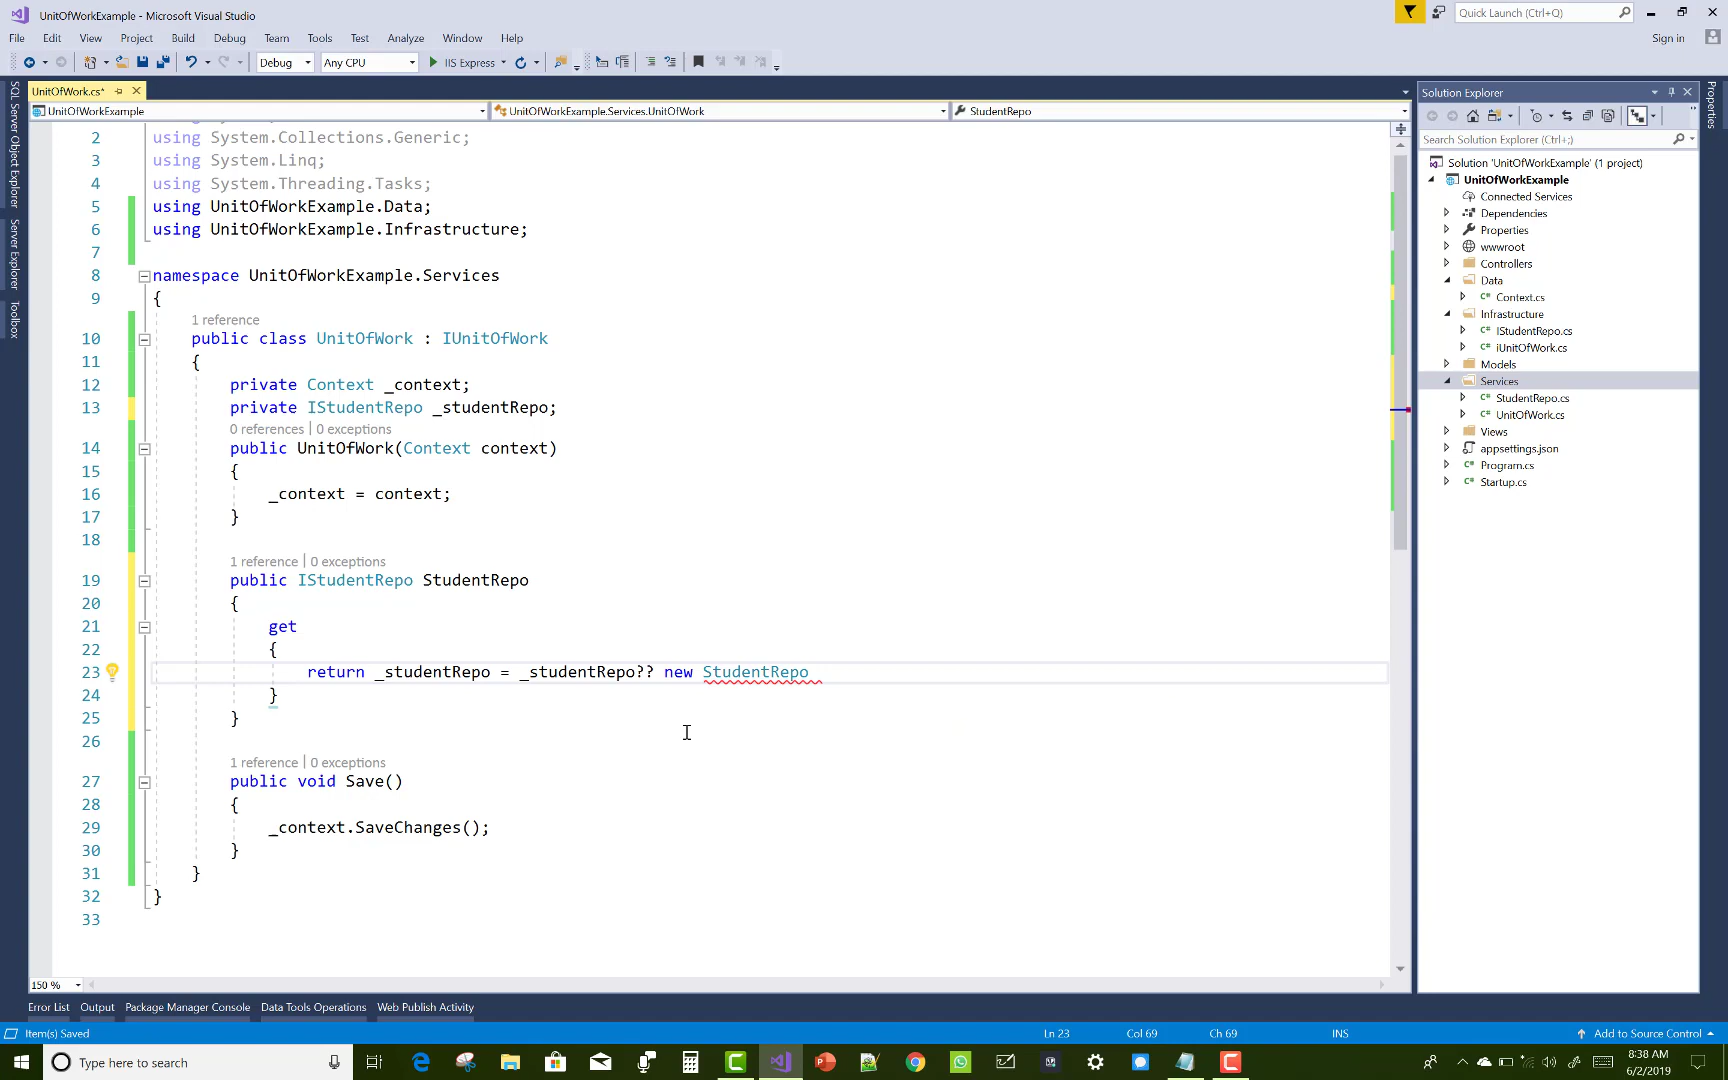 UnitOfWorkExample - Microsoft Visual Studio
Quick Launch (Ctrl+Q)
File Edit View Project Build Debug Team Tools Test Analyze Window Help
Sign in
Debug Any CPU IIS Express
UnitOfWork.cs*
UnitOfWorkExample UnitOfWorkExample.Services.UnitOfWork StudentRepo
SQL Server Object Explorer
Server Explorer
Toolbox
2 using System.Collections.Generic;
3 using System.Linq;
4 using System.Threading.Tasks;
5 using UnitOfWorkExample.Data;
6 using UnitOfWorkExample.Infrastructure;
7
8 namespace UnitOfWorkExample.Services
9 {
1 reference
10 public class UnitOfWork : IUnitOfWork
11 {
12 private Context _context;
13 private IStudentRepo _studentRepo;
0 references | 0 exceptions
14 public UnitOfWork(Context context)
15 {
16 _context = context;
17 }
18
1 reference | 0 exceptions
19 public IStudentRepo StudentRepo
20 {
21 get
22 {
23 return _studentRepo = _studentRepo?? new StudentRepo
24 }
25 }
26
1 reference | 0 exceptions
27 public void Save()
28 {
29 _context.SaveChanges();
30 }
31 }
32 }
33
150 %
Solution Explorer
Search Solution Explorer (Ctrl+;)
Solution 'UnitOfWorkExample' (1 project)
UnitOfWorkExample
Connected Services
Dependencies
Properties
wwwroot
Controllers
Data
C# Context.cs
Infrastructure
C# IStudentRepo.cs
C# iUnitOfWork.cs
Models
Services
C# StudentRepo.cs
C# UnitOfWork.cs
Views
appsettings.json
C# Program.cs
C# Startup.cs
Properties
Error List Output Package Manager Console Data Tools Operations Web Publish Activity
Item(s) Saved Ln 23 Col 69 Ch 69 INS Add to Source Control
Type here to search
8:38 AM
6/2/2019